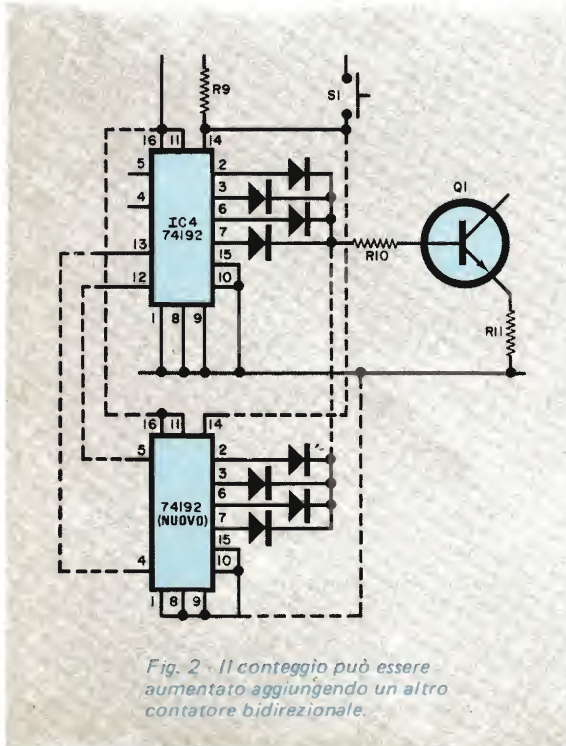 R9
S1
16 11 14
5
4
13
12
IC4
74192
2
3
6
7
15
10
1 8 9
R10
Q1
R11
16 11 14
5
4
74192
(NUOVO)
2
3
6
7
15
10
1 8 9
Fig. 2 - Il conteggio può essere
aumentato aggiungendo un altro
contatore bidirezionale.